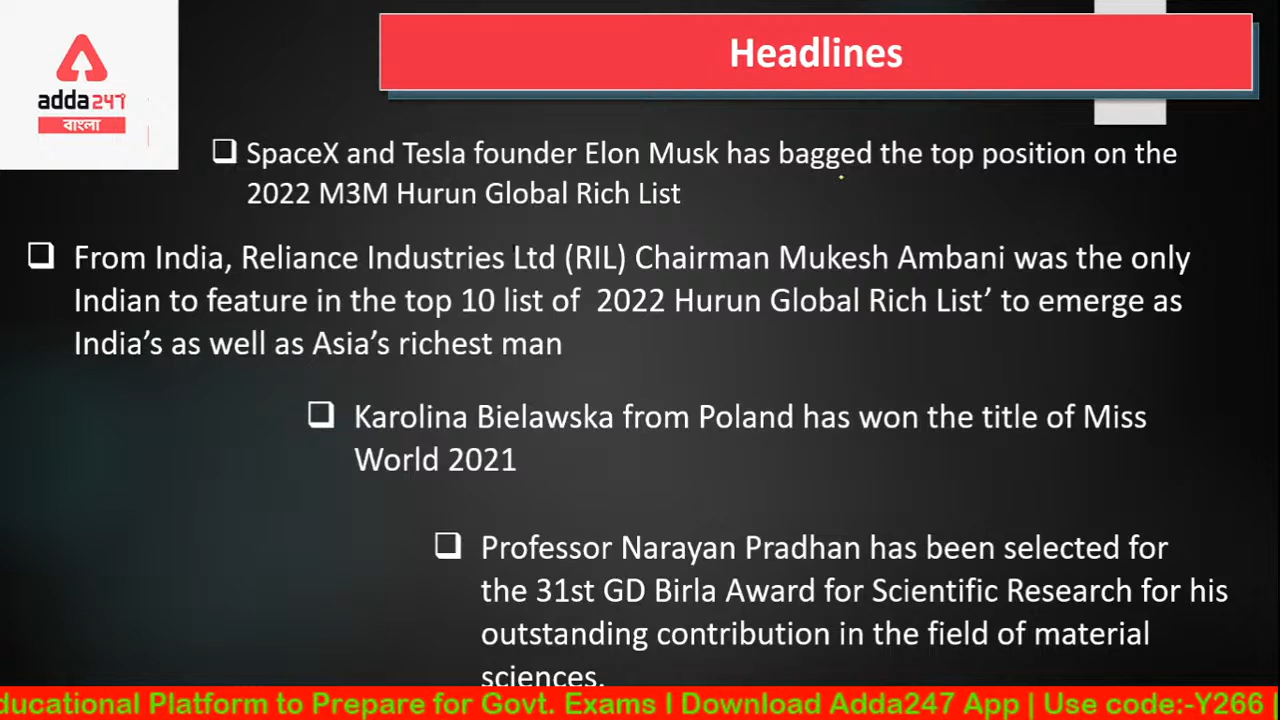 adda247
বাংলা
Headlines
SpaceX and Tesla founder Elon Musk has bagged the top position on the
2022 M3M Hurun Global Rich List
From India, Reliance Industries Ltd (RIL) Chairman Mukesh Ambani was the only
Indian to feature in the top 10 list of 2022 Hurun Global Rich List’ to emerge as
India’s as well as Asia’s richest man
Karolina Bielawska from Poland has won the title of Miss
World 2021
Professor Narayan Pradhan has been selected for
the 31st GD Birla Award for Scientific Research for his
outstanding contribution in the field of material
sciences.
ducational Platform to Prepare for Govt. Exams I Download Adda247 App | Use code:-Y266 |